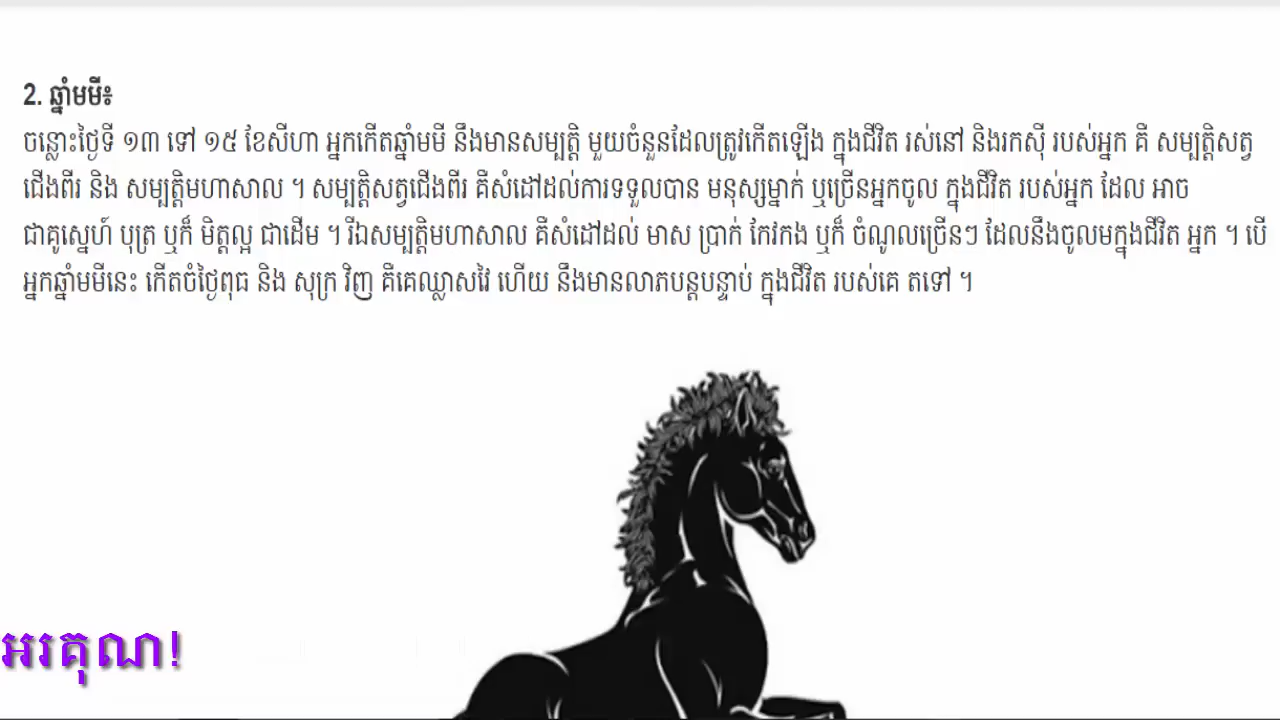 2. ឆ្នាំមមី៖
ចន្លោះថ្ងៃទី ១៣ ទៅ ១៥ ខែសីហា អ្នកកើតឆ្នាំមមី នឹងមានសម្បត្តិ មួយចំនួនដែលត្រូវកើតឡើង ក្នុងជីវិត រស់នៅ និងរកស៊ី របស់អ្នក គឺ សម្បត្តិសត្វ
ជើងពីរ និង សម្បត្តិមហាសាល ។ សម្បត្តិសត្វជើងពីរ គឺសំដៅដល់ការទទួលបាន មនុស្សម្នាក់ ឬច្រើនអ្នកចូល ក្នុងជីវិត របស់អ្នក ដែល អាច
ជាគូស្នេហ៍ បុត្រ ឬក៏ មិត្តល្អ ជាដើម ។ រីឯសម្បត្តិមហាសាល គឺសំដៅដល់ មាស ប្រាក់ កែវកង ឬក៏ ចំណូលច្រើនៗ ដែលនឹងចូលមកក្នុងជីវិត អ្នក ។ បើ
អ្នកឆ្នាំមមីនេះ កើតចំថ្ងៃពុធ និង សុក្រ វិញ គឺគេឈ្លាសវៃ ហើយ នឹងមានលាភបន្តបន្ទាប់ ក្នុងជីវិត របស់គេ តទៅ ។
អរគុណ!